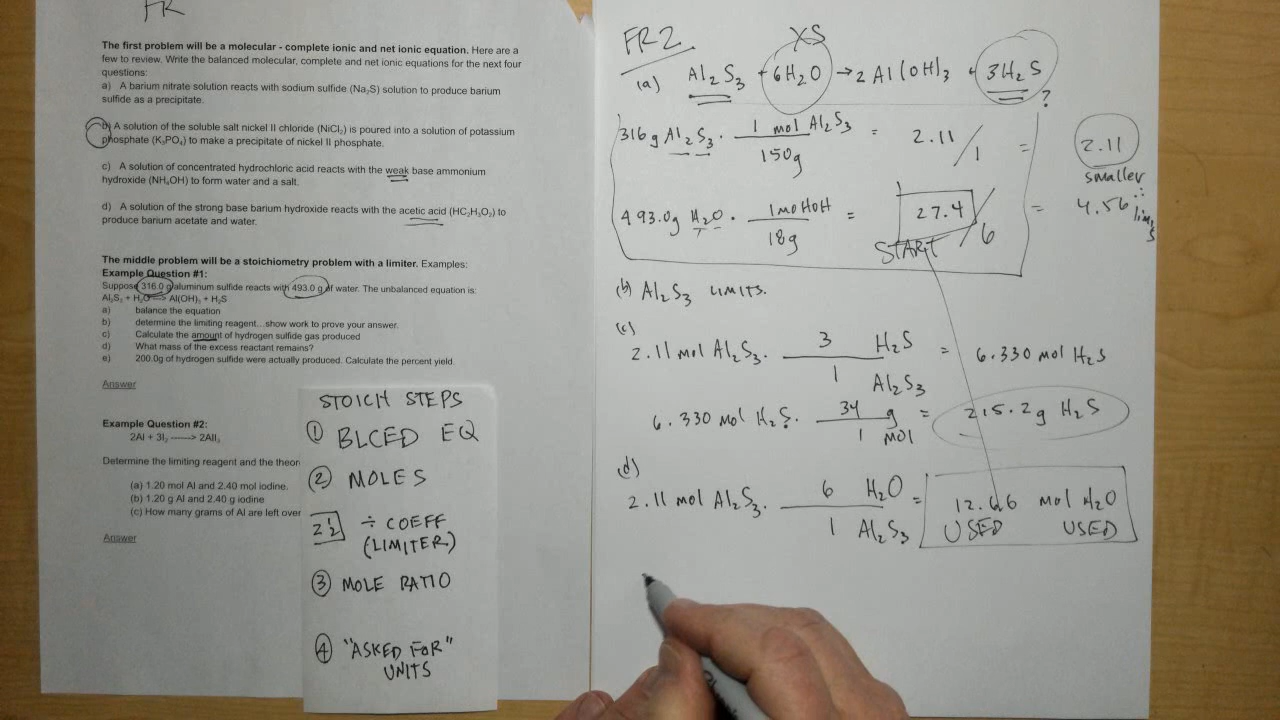 FR
The first problem will be a molecular - complete ionic and net ionic equation. Here are a
few to review. Write the balanced molecular, complete and net ionic equations for the next four
questions:
a) A barium nitrate solution reacts with sodium sulfide (Na₂S) solution to produce barium
sulfide as a precipitate.
b) A solution of the soluble salt nickel II chloride (NiCl₂) is poured into a solution of potassium
phosphate (K₃PO₄) to make a precipitate of nickel II phosphate.
c) A solution of concentrated hydrochloric acid reacts with the weak base ammonium
hydroxide (NH₄OH) to form water and a salt.
d) A solution of the strong base barium hydroxide reacts with the acetic acid (HC₂H₃O₂) to
produce barium acetate and water.
The middle problem will be a stoichiometry problem with a limiter. Examples:
Example Question #1:
Suppose 316.0 g aluminum sulfide reacts with 493.0 g of water. The unbalanced equation is:
Al₂S₃ + H₂O ---> Al(OH)₃ + H₂S
a) balance the equation
b) determine the limiting reagent...show work to prove your answer.
c) Calculate the amount of hydrogen sulfide gas produced
d) What mass of the excess reactant remains?
e) 200.0g of hydrogen sulfide were actually produced. Calculate the percent yield.
Answer
Example Question #2:
2Al + 3I₂ ------> 2AlI₃
Determine the limiting reagent and the theor
(a) 1.20 mol Al and 2.40 mol iodine.
(b) 1.20 g Al and 2.40 g iodine
(c) How many grams of Al are left over
Answer
STOICH STEPS
① BLCED EQ
② MOLES
2½ ÷ COEFF
(LIMITER)
③ MOLE RATIO
④ "ASKED FOR"
UNITS
FR2 XS
(a) Al₂S₃ + 6H₂O → 2Al(OH)₃ + 3H₂S
?
316g Al₂S₃ · 1 mol Al₂S₃ / 150g = 2.11/1 = 2.11
smaller
∴
limits
493.0g H₂O · 1 mol HOH / 18g = 27.4/6 = 4.56
START
(b) Al₂S₃ LIMITS.
(c)
2.11 mol Al₂S₃ · 3 H₂S / 1 Al₂S₃ = 6.330 mol H₂S
6.330 mol H₂S · 34 g / 1 mol = 215.2g H₂S
(d)
2.11 mol Al₂S₃ · 6 H₂O / 1 Al₂S₃ = 12.66 mol H₂O
USED USED